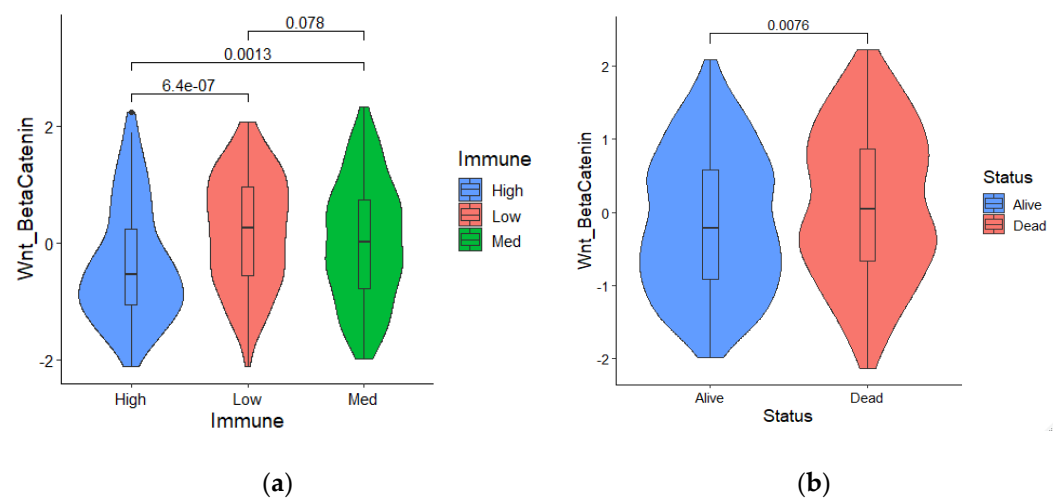 0.078
0.0013
6.4e-07
Wnt_BetaCatenin
2
0
-2
High
Low
Med
Immune
Immune
High
Low
Med
(a)
0.0076
Wnt_BetaCatenin
2
1
0
-1
-2
Alive
Dead
Status
Status
Alive
Dead
(b)